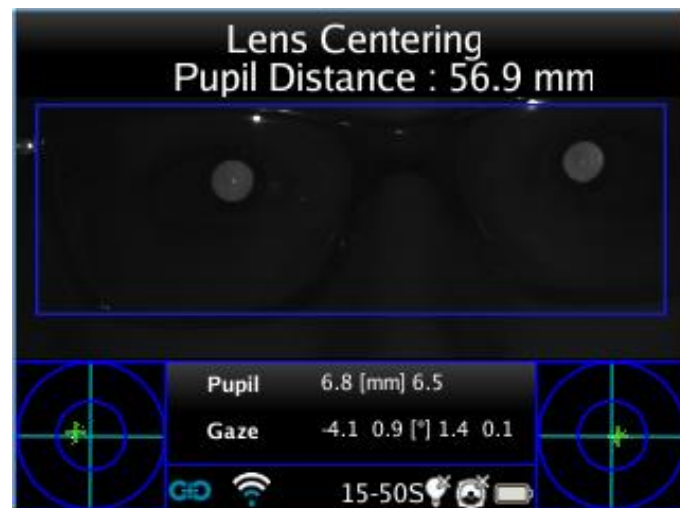 Lens Centering
Pupil Distance : 56.9 mm
Pupil 6.8 [mm] 6.5
Gaze -4.1 0.9 [°] 1.4 0.1
15-50S